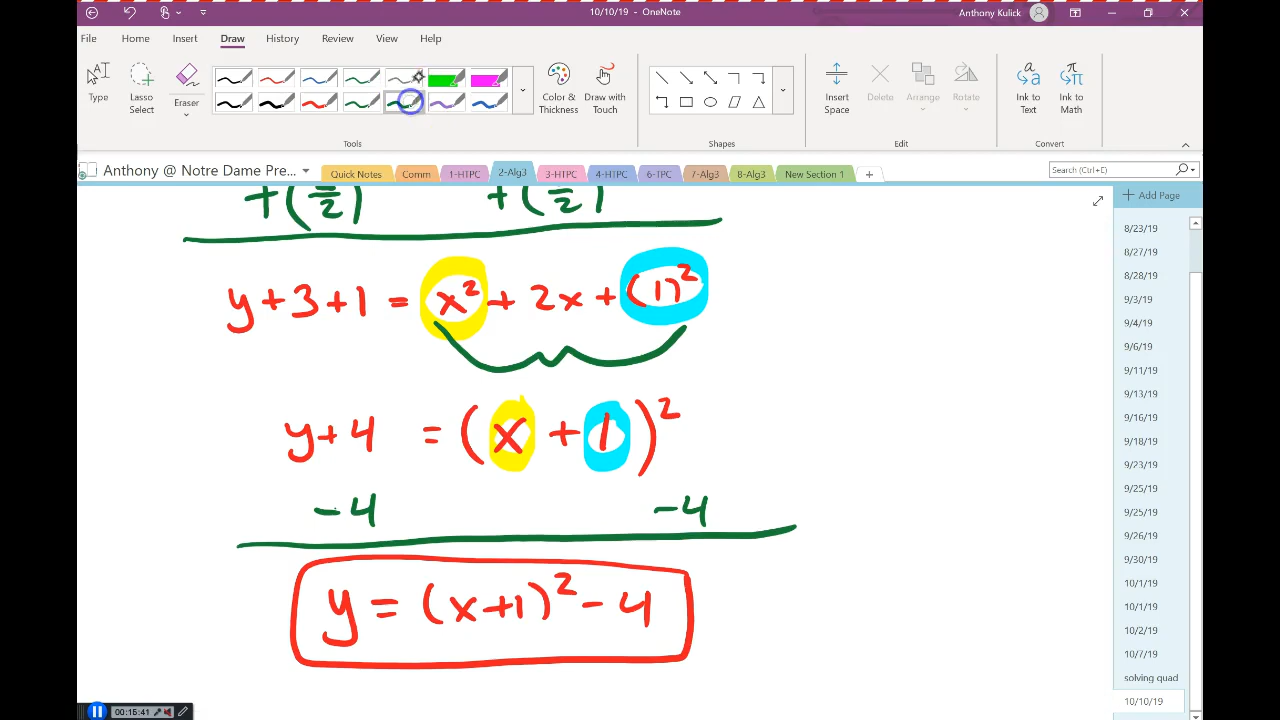 10/10/19 - OneNote
Anthony Kulick
File Home Insert Draw History Review View Help
Type
Lasso Select
Eraser
Color & Thickness
Draw with Touch
Insert Space
Delete
Arrange
Rotate
Ink to Text
Ink to Math
Tools
Shapes
Edit
Convert
Anthony @ Notre Dame Pre...
Quick Notes Comm 1-HTPC 2-Alg3 3-HTPC 4-HTPC 6-TPC 7-Alg3 8-Alg3 New Section 1 +
Search (Ctrl+E)
Add Page
8/23/19
8/27/19
8/28/19
9/3/19
9/4/19
9/6/19
9/11/19
9/13/19
9/16/19
9/18/19
9/23/19
9/25/19
9/25/19
9/26/19
9/30/19
10/1/19
10/1/19
10/2/19
10/7/19
solving quad
10/10/19
y+3+1 = x² + 2x + (1)²
y+4 = (x + 1)²
-4 -4
y = (x+1)² - 4
00:15:41